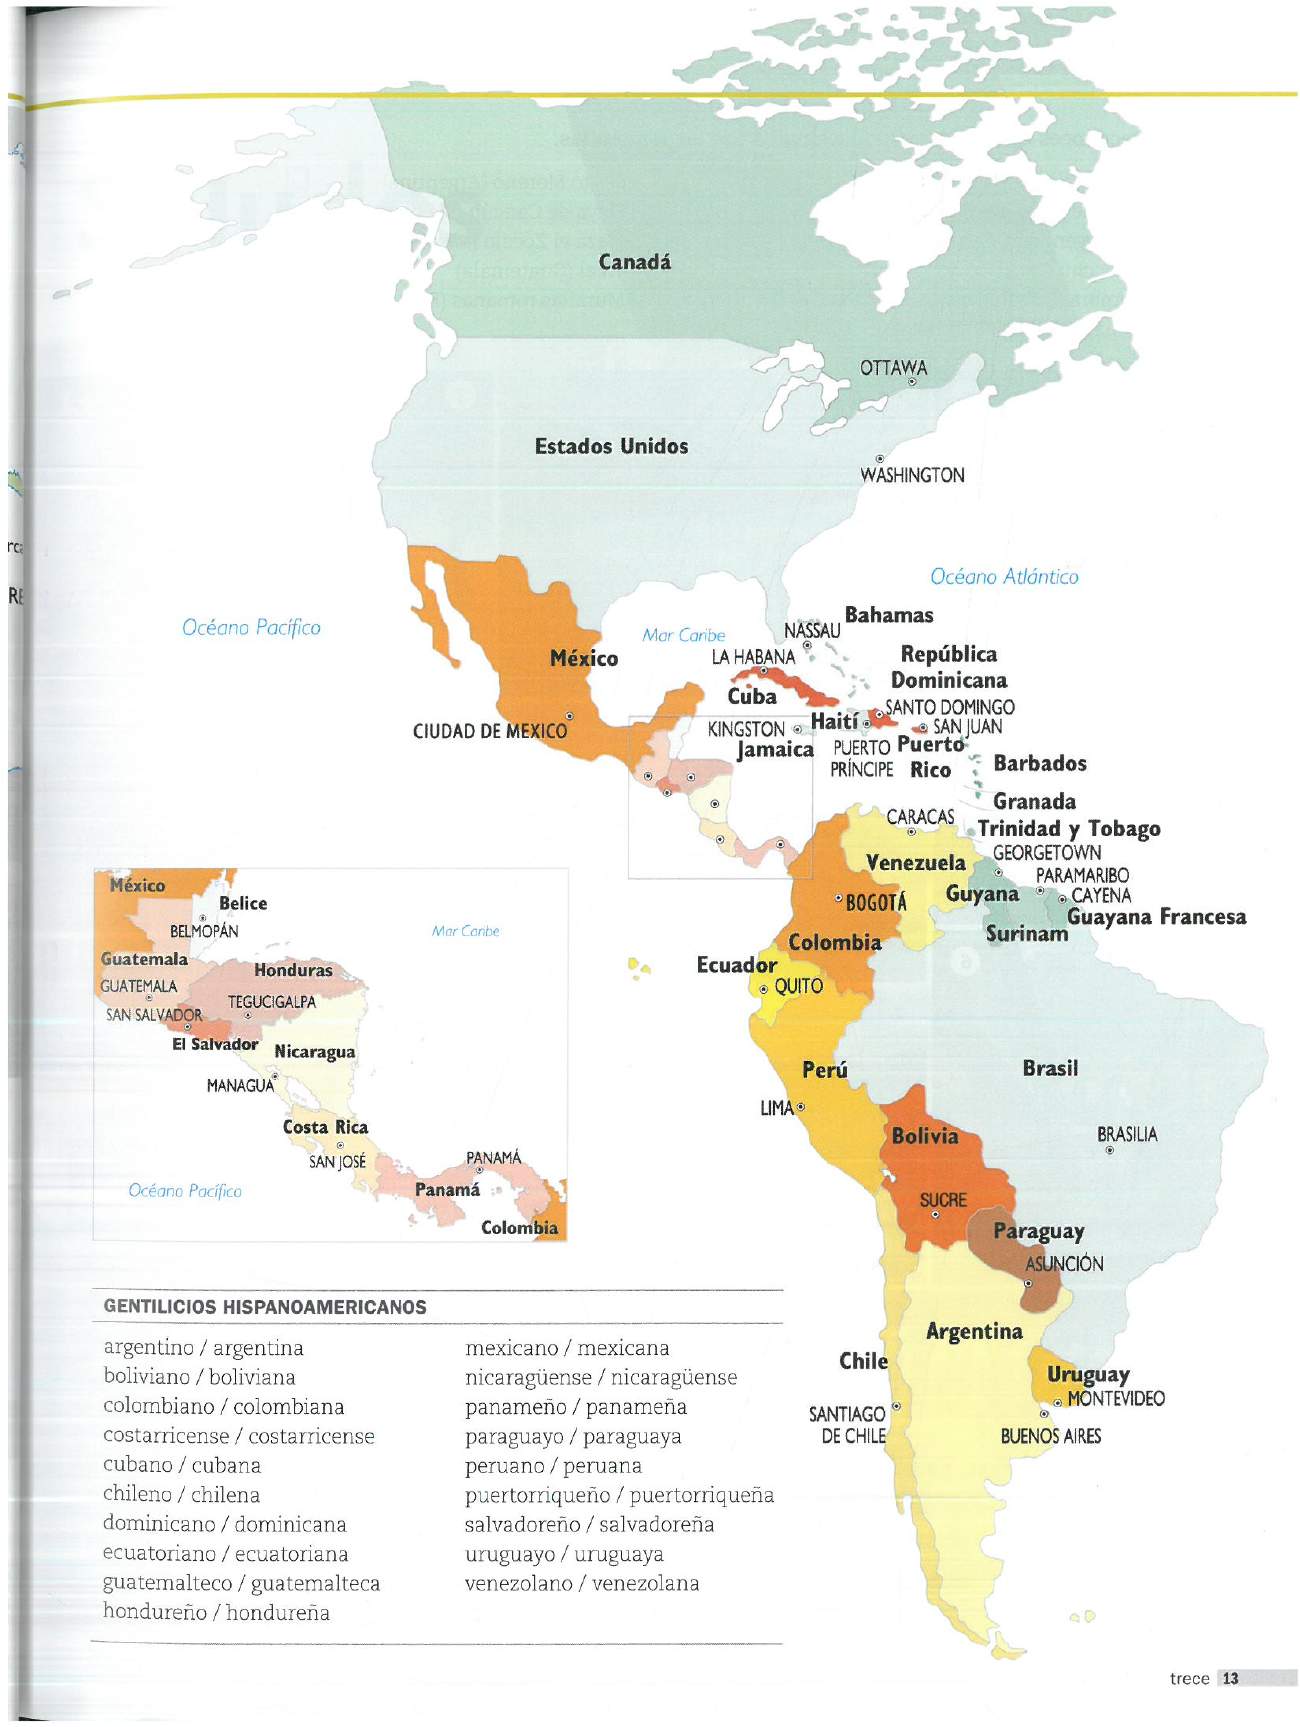 Canadá
OTTAWA
Estados Unidos
WASHINGTON
Océano Atlántico
Océano Pacífico
Mar Caribe
Bahamas
NASSAU
LA HABANA
Cuba
República
Dominicana
SANTO DOMINGO
México
CIUDAD DE MEXICO
KINGSTON
Jamaica
Haití
PUERTO
PRÍNCIPE
SAN JUAN
Puerto
Rico
Barbados
Granada
Trinidad y Tobago
CARACAS
Venezuela
GEORGETOWN
Guyana
PARAMARIBO
CAYENA
Guayana Francesa
Surinam
BOGOTÁ
Colombia
Ecuador
QUITO
Perú
LIMA
Brasil
BRASILIA
Bolivia
SUCRE
Paraguay
ASUNCIÓN
Argentina
Chile
SANTIAGO
DE CHILE
Uruguay
MONTEVIDEO
BUENOS AIRES
México
Belice
BELMOPÁN
Mar Caribe
Guatemala
GUATEMALA
Honduras
TEGUCIGALPA
SAN SALVADOR
El Salvador
Nicaragua
MANAGUA
Costa Rica
SAN JOSÉ
PANAMÁ
Panamá
Océano Pacífico
Colombia
GENTILICIOS HISPANOAMERICANOS
argentino / argentina
boliviano / boliviana
colombiano / colombiana
costarricense / costarricense
cubano / cubana
chileno / chilena
dominicano / dominicana
ecuatoriano / ecuatoriana
guatemalteco / guatemalteca
hondureño / hondureña
mexicano / mexicana
nicaragüense / nicaragüense
panameño / panameña
paraguayo / paraguaya
peruano / peruana
puertorriqueño / puertorriqueña
salvadoreño / salvadoreña
uruguayo / uruguaya
venezolano / venezolana
trece 13